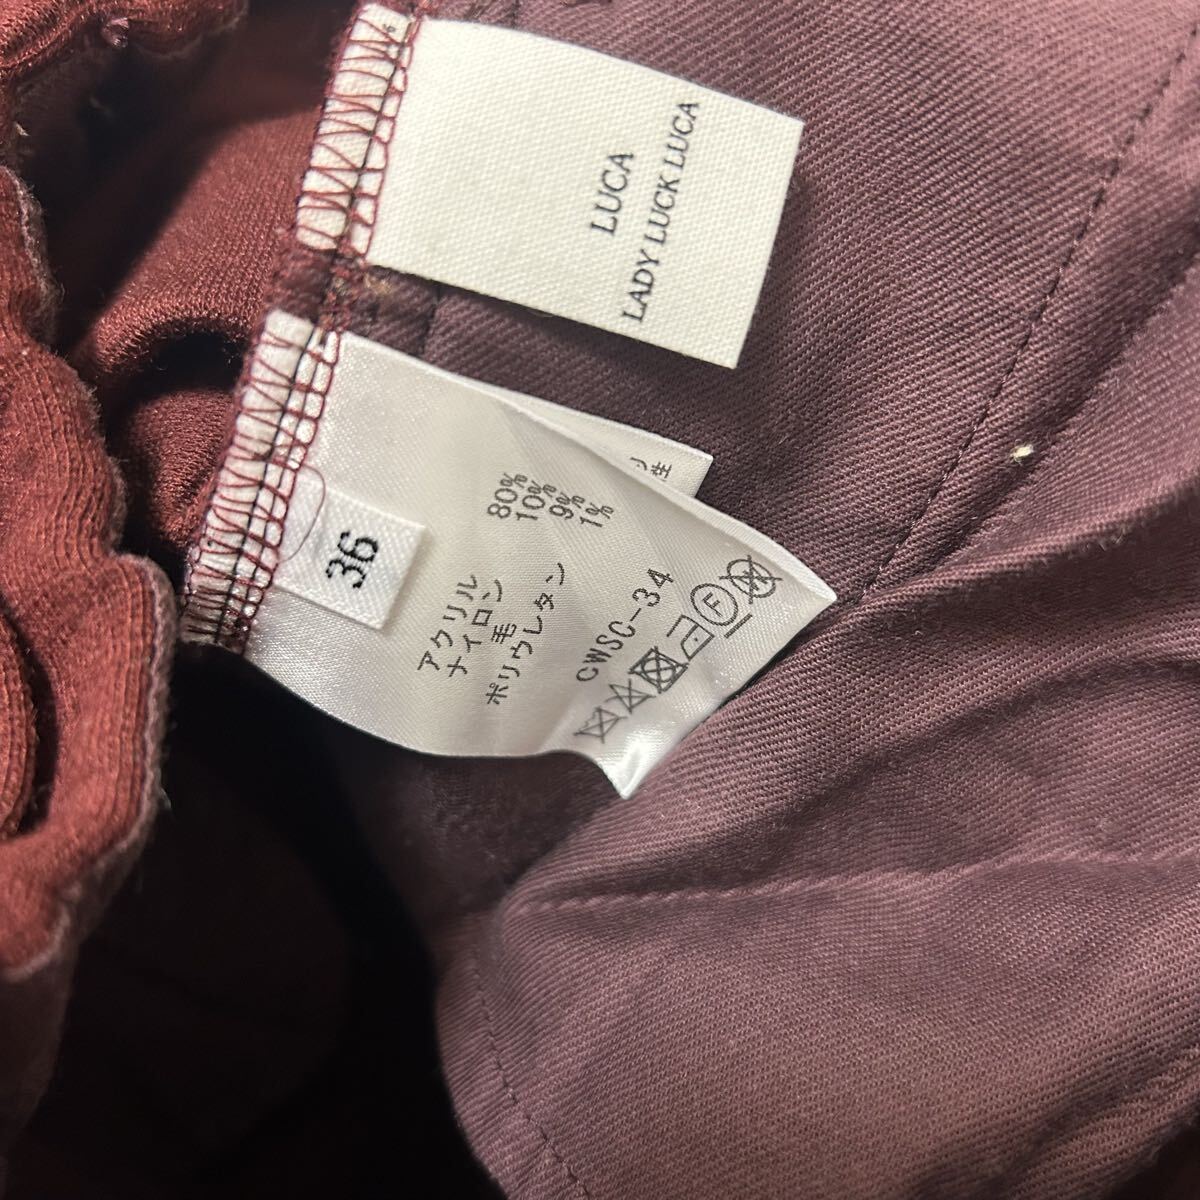 LUCA
LADY LUCK LUCA
36
アクリル 80%
ナイロン 10%
毛 9%
ポリウレタン 1%
CWSC-34
F
W
性